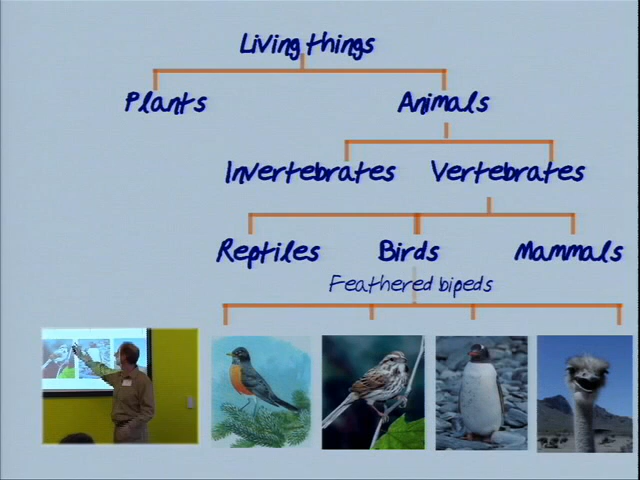 Living things
Plants
Animals
Invertebrates
Vertebrates
Reptiles
Birds
Mammals
Feathered bipeds